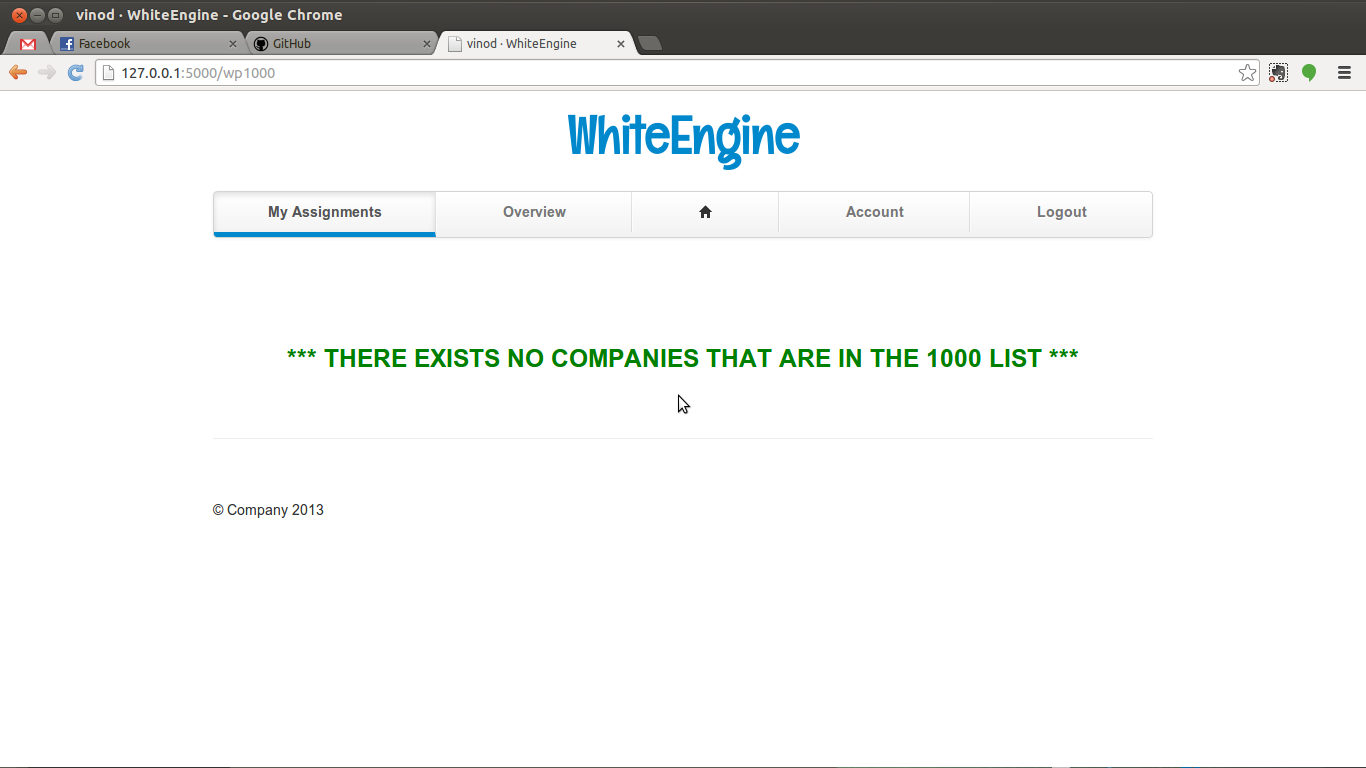 vinod · WhiteEngine - Google Chrome
Facebook
GitHub
vinod · WhiteEngine
127.0.0.1:5000/wp1000
WhiteEngine
My Assignments
Overview
Account
Logout
*** THERE EXISTS NO COMPANIES THAT ARE IN THE 1000 LIST ***
© Company 2013